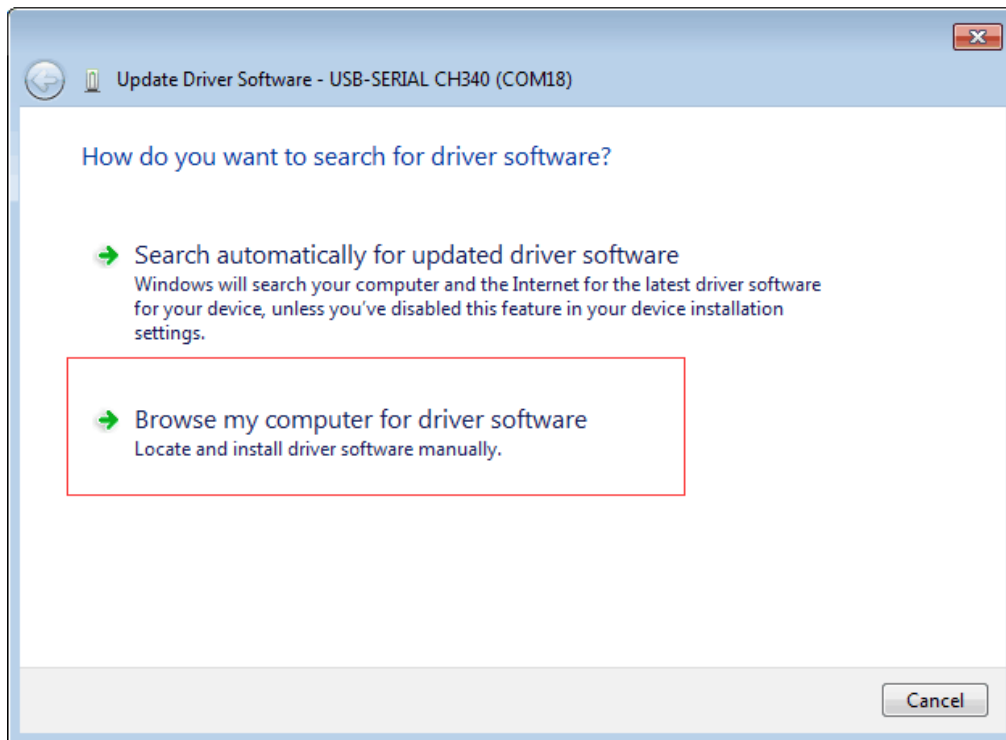 Update Driver Software - USB-SERIAL CH340 (COM18)
How do you want to search for driver software?
Search automatically for updated driver software
Windows will search your computer and the Internet for the latest driver software
for your device, unless you've disabled this feature in your device installation
settings.
Browse my computer for driver software
Locate and install driver software manually.
Cancel